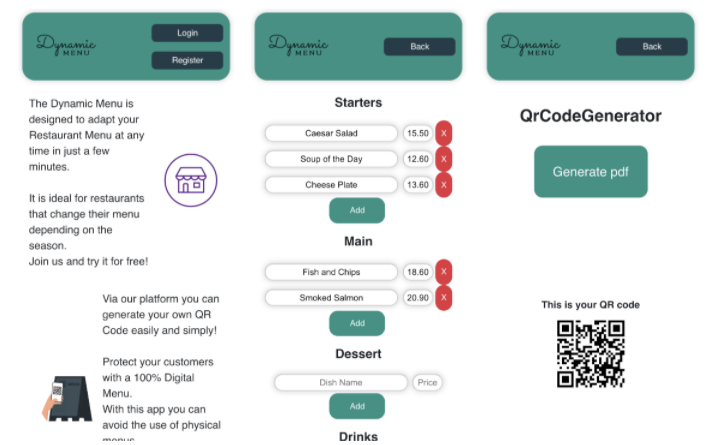 Dynamic
MENU
Login
Register
The Dynamic Menu is
designed to adapt your
Restaurant Menu at any
time in just a few
minutes.
It is ideal for restaurants
that change their menu
depending on the
season.
Join us and try it for free!
Via our platform you can
generate your own QR
Code easily and simply!
Protect your customers
with a 100% Digital
Menu.
With this app you can
avoid the use of physical
menus
Dynamic
MENU
Back
Starters
Caesar Salad 15.50 X
Soup of the Day 12.60 X
Cheese Plate 13.60 X
Add
Main
Fish and Chips 18.60 X
Smoked Salmon 20.90 X
Add
Dessert
Dish Name Price
Add
Drinks
Dynamic
MENU
Back
QrCodeGenerator
Generate pdf
This is your QR code